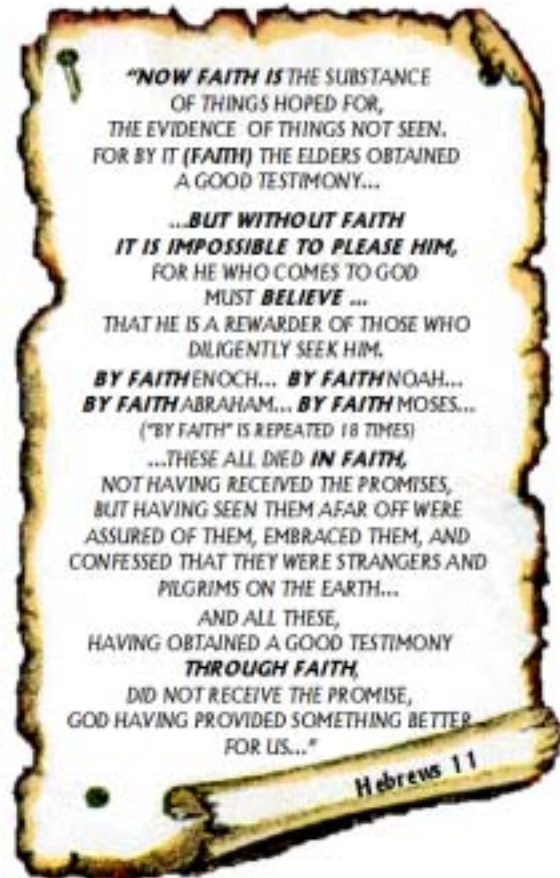 "NOW FAITH IS THE SUBSTANCE
OF THINGS HOPED FOR,
THE EVIDENCE OF THINGS NOT SEEN.
FOR BY IT (FAITH) THE ELDERS OBTAINED
A GOOD TESTIMONY...
...BUT WITHOUT FAITH
IT IS IMPOSSIBLE TO PLEASE HIM,
FOR HE WHO COMES TO GOD
MUST BELIEVE ...
THAT HE IS A REWARDER OF THOSE WHO
DILIGENTLY SEEK HIM.
BY FAITH ENOCH... BY FAITH NOAH...
BY FAITH ABRAHAM... BY FAITH MOSES...
("BY FAITH" IS REPEATED 18 TIMES)
...THESE ALL DIED IN FAITH,
NOT HAVING RECEIVED THE PROMISES,
BUT HAVING SEEN THEM AFAR OFF WERE
ASSURED OF THEM, EMBRACED THEM, AND
CONFESSED THAT THEY WERE STRANGERS AND
PILGRIMS ON THE EARTH...
AND ALL THESE,
HAVING OBTAINED A GOOD TESTIMONY
THROUGH FAITH,
DID NOT RECEIVE THE PROMISE,
GOD HAVING PROVIDED SOMETHING BETTER
FOR US..."
Hebrews 11